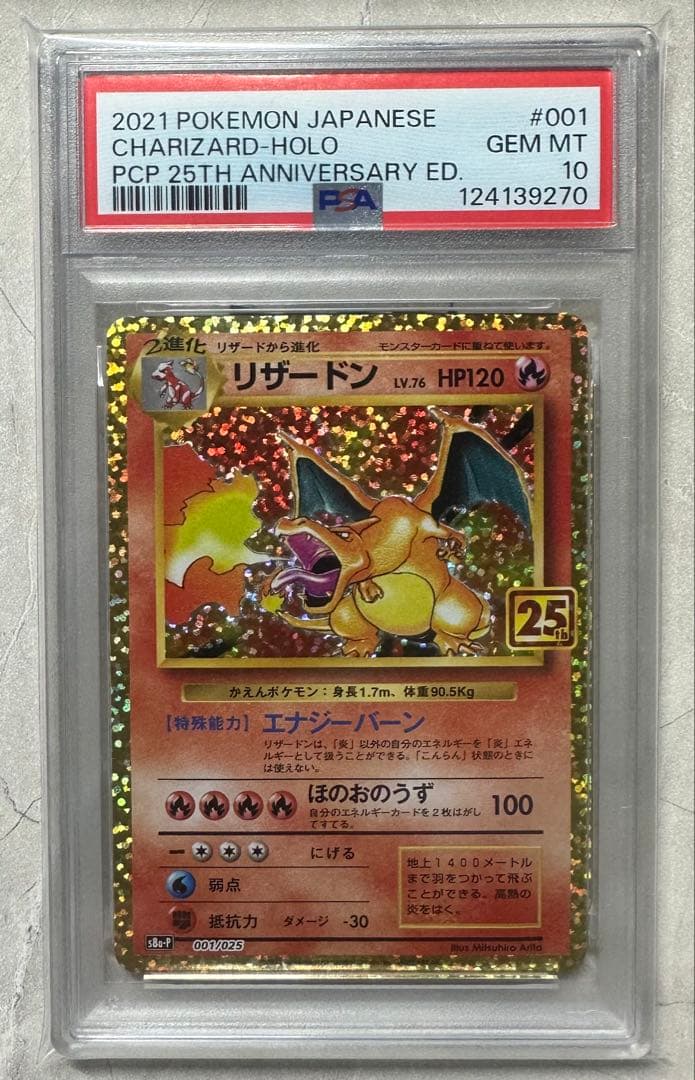 2021 POKEMON JAPANESE #001
CHARIZARD-HOLO GEM MT
PCP 25TH ANNIVERSARY ED. 10
PSA 124139270
2進化 リザードから進化 モンスターカードに重ねて使います。
リザードン LV.76 HP120
25th
かえんポケモン：身長1.7m、体重90.5Kg
【特殊能力】エナジーバーン
リザードンは、「炎」以外の自分のエネルギーを「炎」エネ
ルギーとして扱うことができる。「こんらん」状態のときに
は使えない。
ほのおのうず 100
自分のエネルギーカードを2枚はがし
てすてる。
ー にげる
弱点
抵抗力 ダメージ -30
地上1400メートル
まで羽をつかって飛ぶ
ことができる。高熱の
炎をはく。
s8a-P 001/025 Illus. Mitsuhiro Arita